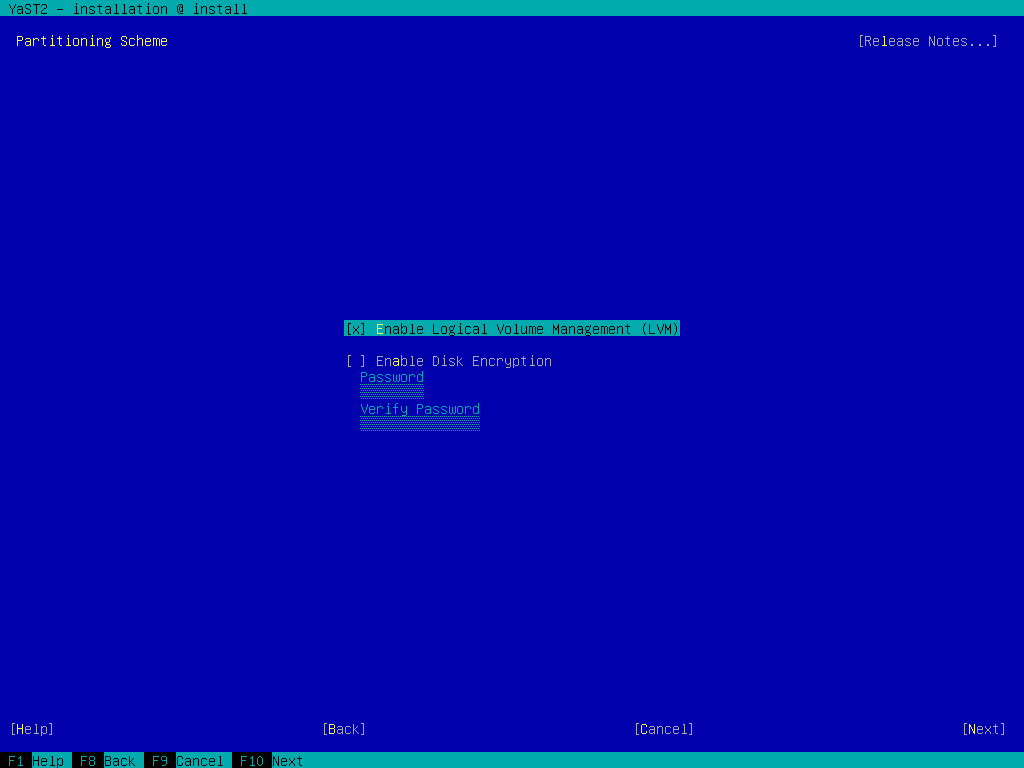 YaST2 - installation @ install
Partitioning Scheme [Release Notes...]
[x] Enable Logical Volume Management (LVM)
[ ] Enable Disk Encryption
Password
Verify Password
[Help] [Back] [Cancel] [Next]
F1 Help F8 Back F9 Cancel F10 Next